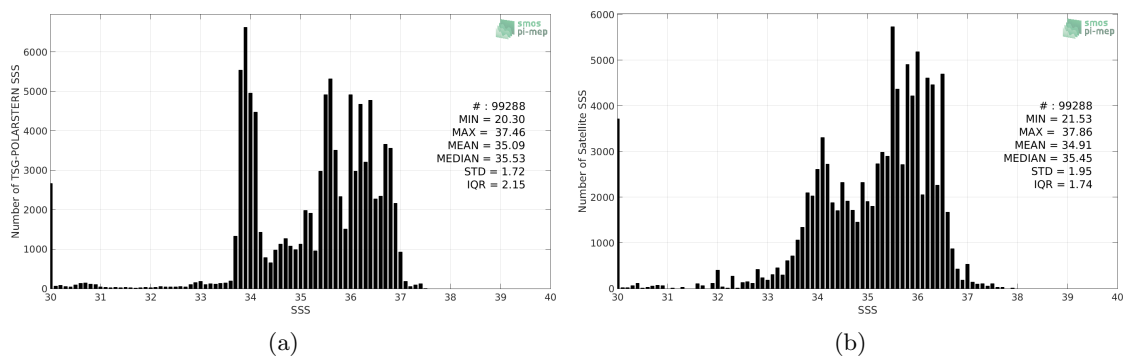 6000
5000
4000
3000
2000
1000
0
Number of TSG-POLARSTERN SSS
smos
pi-mep
# : 99288
MIN = 20.30
MAX = 37.46
MEAN = 35.09
MEDIAN = 35.53
STD = 1.72
IQR = 2.15
30 31 32 33 34 35 36 37 38 39 40
SSS
(a)
6000
5000
4000
3000
2000
1000
0
Number of Satellite SSS
smos
pi-mep
# : 99288
MIN = 21.53
MAX = 37.86
MEAN = 34.91
MEDIAN = 35.45
STD = 1.95
IQR = 1.74
30 31 32 33 34 35 36 37 38 39 40
SSS
(b)